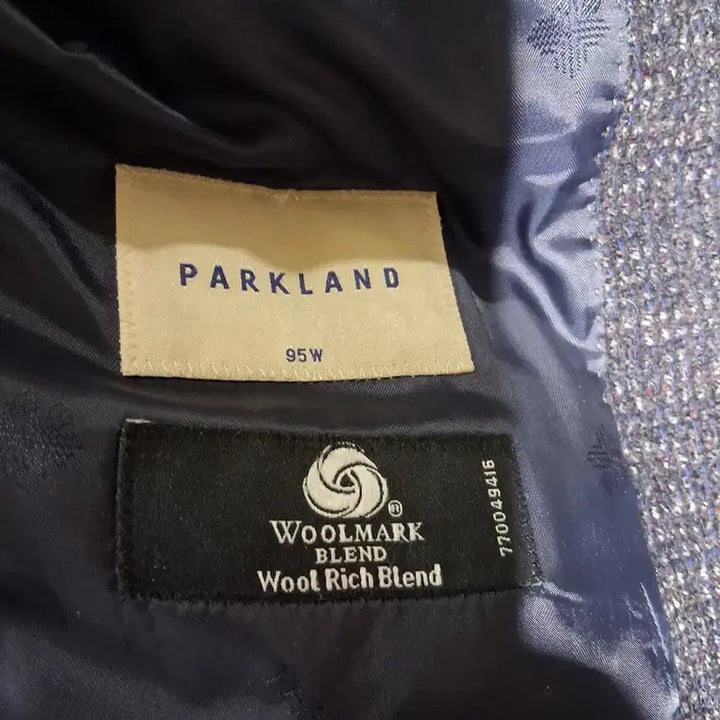 PARKLAND
95W
®
WOOLMARK
BLEND
Wool Rich Blend
770049416